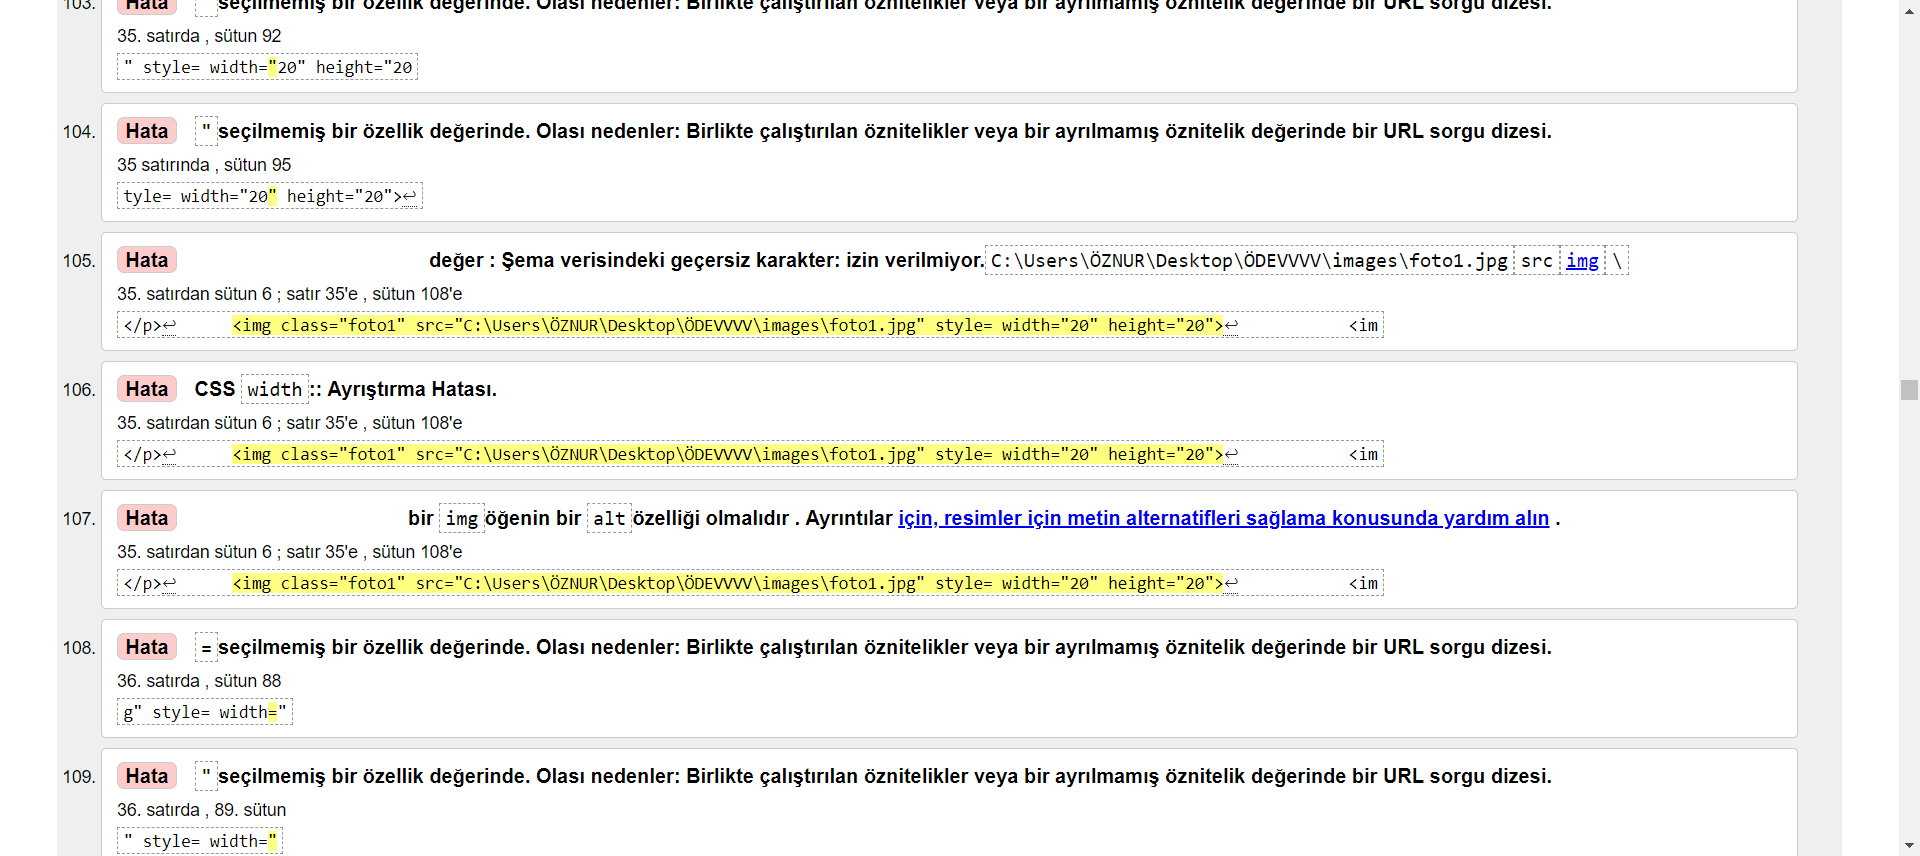 103. Hata " seçilmemiş bir özellik değerinde. Olası nedenler: Birlikte çalıştırılan öznitelikler veya bir ayrılmamış öznitelik değerinde bir URL sorgu dizesi.
35. satırda , sütun 92
" style= width="20" height="20
104. Hata " seçilmemiş bir özellik değerinde. Olası nedenler: Birlikte çalıştırılan öznitelikler veya bir ayrılmamış öznitelik değerinde bir URL sorgu dizesi.
35 satırında , sütun 95
tyle= width="20" height="20">↩
105. Hata değer : Şema verisindeki geçersiz karakter: izin verilmiyor. C:\Users\ÖZNUR\Desktop\ÖDEVVVV\images\foto1.jpg src img \
35. satırdan sütun 6 ; satır 35'e , sütun 108'e
</p>↩ <img class="foto1" src="C:\Users\ÖZNUR\Desktop\ÖDEVVVV\images\foto1.jpg" style= width="20" height="20">↩ <im
106. Hata CSS width :: Ayrıştırma Hatası.
35. satırdan sütun 6 ; satır 35'e , sütun 108'e
</p>↩ <img class="foto1" src="C:\Users\ÖZNUR\Desktop\ÖDEVVVV\images\foto1.jpg" style= width="20" height="20">↩ <im
107. Hata bir img öğenin bir alt özelliği olmalıdır . Ayrıntılar için, resimler için metin alternatifleri sağlama konusunda yardım alın .
35. satırdan sütun 6 ; satır 35'e , sütun 108'e
</p>↩ <img class="foto1" src="C:\Users\ÖZNUR\Desktop\ÖDEVVVV\images\foto1.jpg" style= width="20" height="20">↩ <im
108. Hata = seçilmemiş bir özellik değerinde. Olası nedenler: Birlikte çalıştırılan öznitelikler veya bir ayrılmamış öznitelik değerinde bir URL sorgu dizesi.
36. satırda , sütun 88
g" style= width="
109. Hata " seçilmemiş bir özellik değerinde. Olası nedenler: Birlikte çalıştırılan öznitelikler veya bir ayrılmamış öznitelik değerinde bir URL sorgu dizesi.
36. satırda , 89. sütun
" style= width="